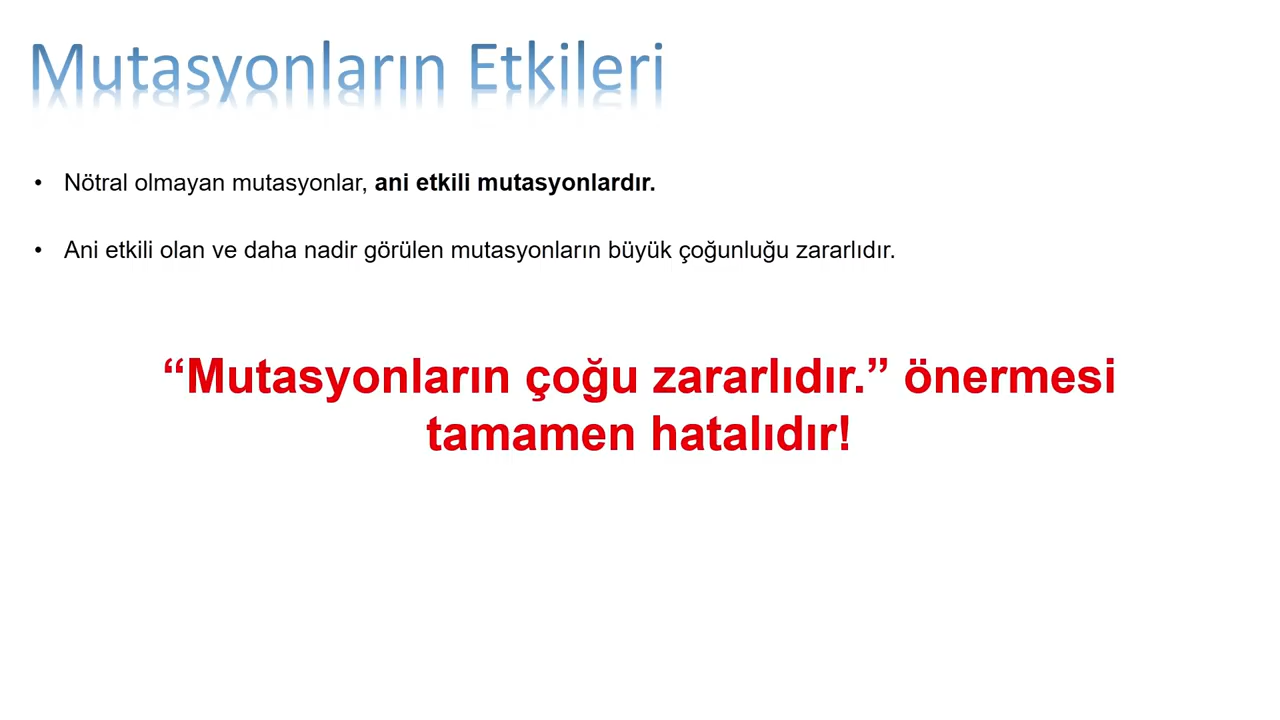 Mutasyonların Etkileri
• Nötral olmayan mutasyonlar, ani etkili mutasyonlardır.
• Ani etkili olan ve daha nadir görülen mutasyonların büyük çoğunluğu zararlıdır.
“Mutasyonların çoğu zararlıdır.” önermesi
tamamen hatalıdır!